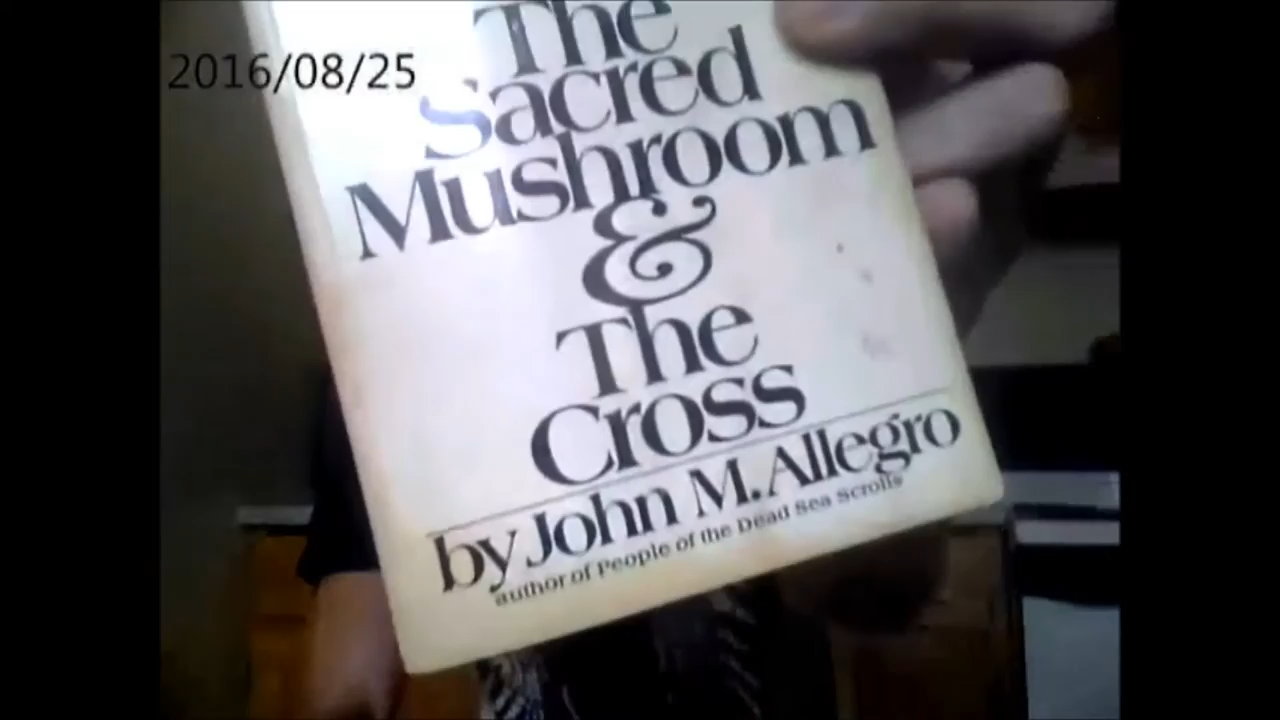 2016/08/25
The
Sacred
Mushroom
&
The
Cross
by John M. Allegro
author of People of the Dead Sea Scrolls